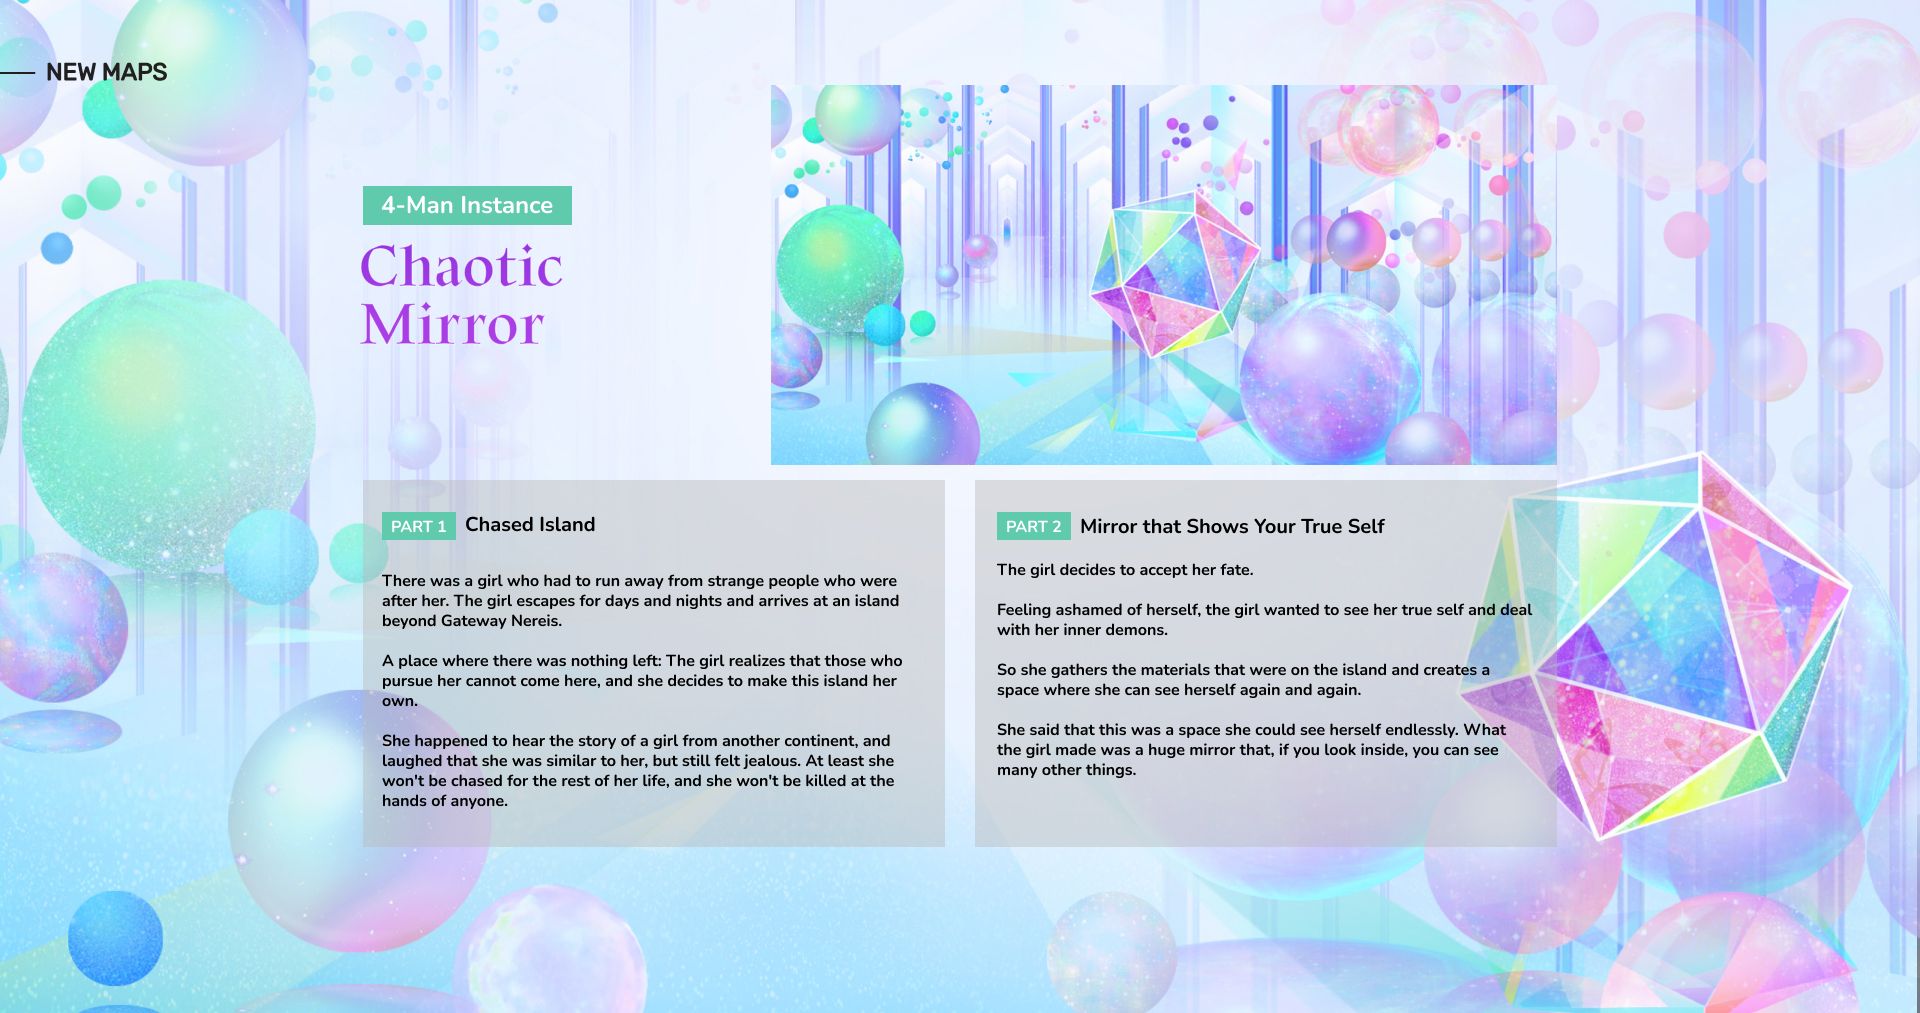 NEW MAPS
4-Man Instance
Chaotic
Mirror
PART 1 Chased Island
There was a girl who had to run away from strange people who were
after her. The girl escapes for days and nights and arrives at an island
beyond Gateway Nereis.
A place where there was nothing left: The girl realizes that those who
pursue her cannot come here, and she decides to make this island her
own.
She happened to hear the story of a girl from another continent, and
laughed that she was similar to her, but still felt jealous. At least she
won't be chased for the rest of her life, and she won't be killed at the
hands of anyone.
PART 2 Mirror that Shows Your True Self
The girl decides to accept her fate.
Feeling ashamed of herself, the girl wanted to see her true self and deal
with her inner demons.
So she gathers the materials that were on the island and creates a
space where she can see herself again and again.
She said that this was a space she could see herself endlessly. What
the girl made was a huge mirror that, if you look inside, you can see
many other things.